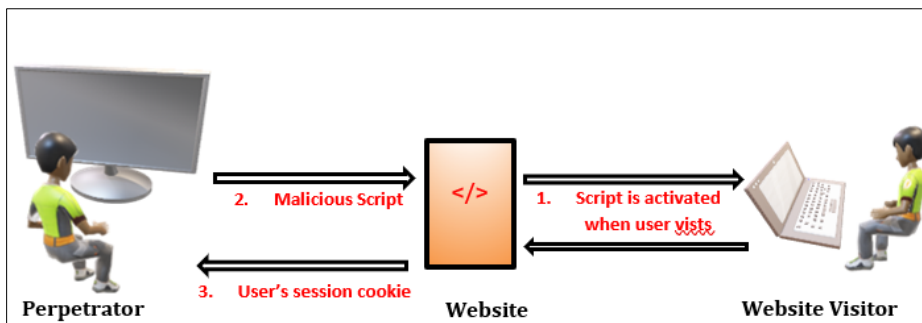 </>
2. Malicious Script
1. Script is activated
when user vists
3. User's session cookie
Perpetrator
Website
Website Visitor